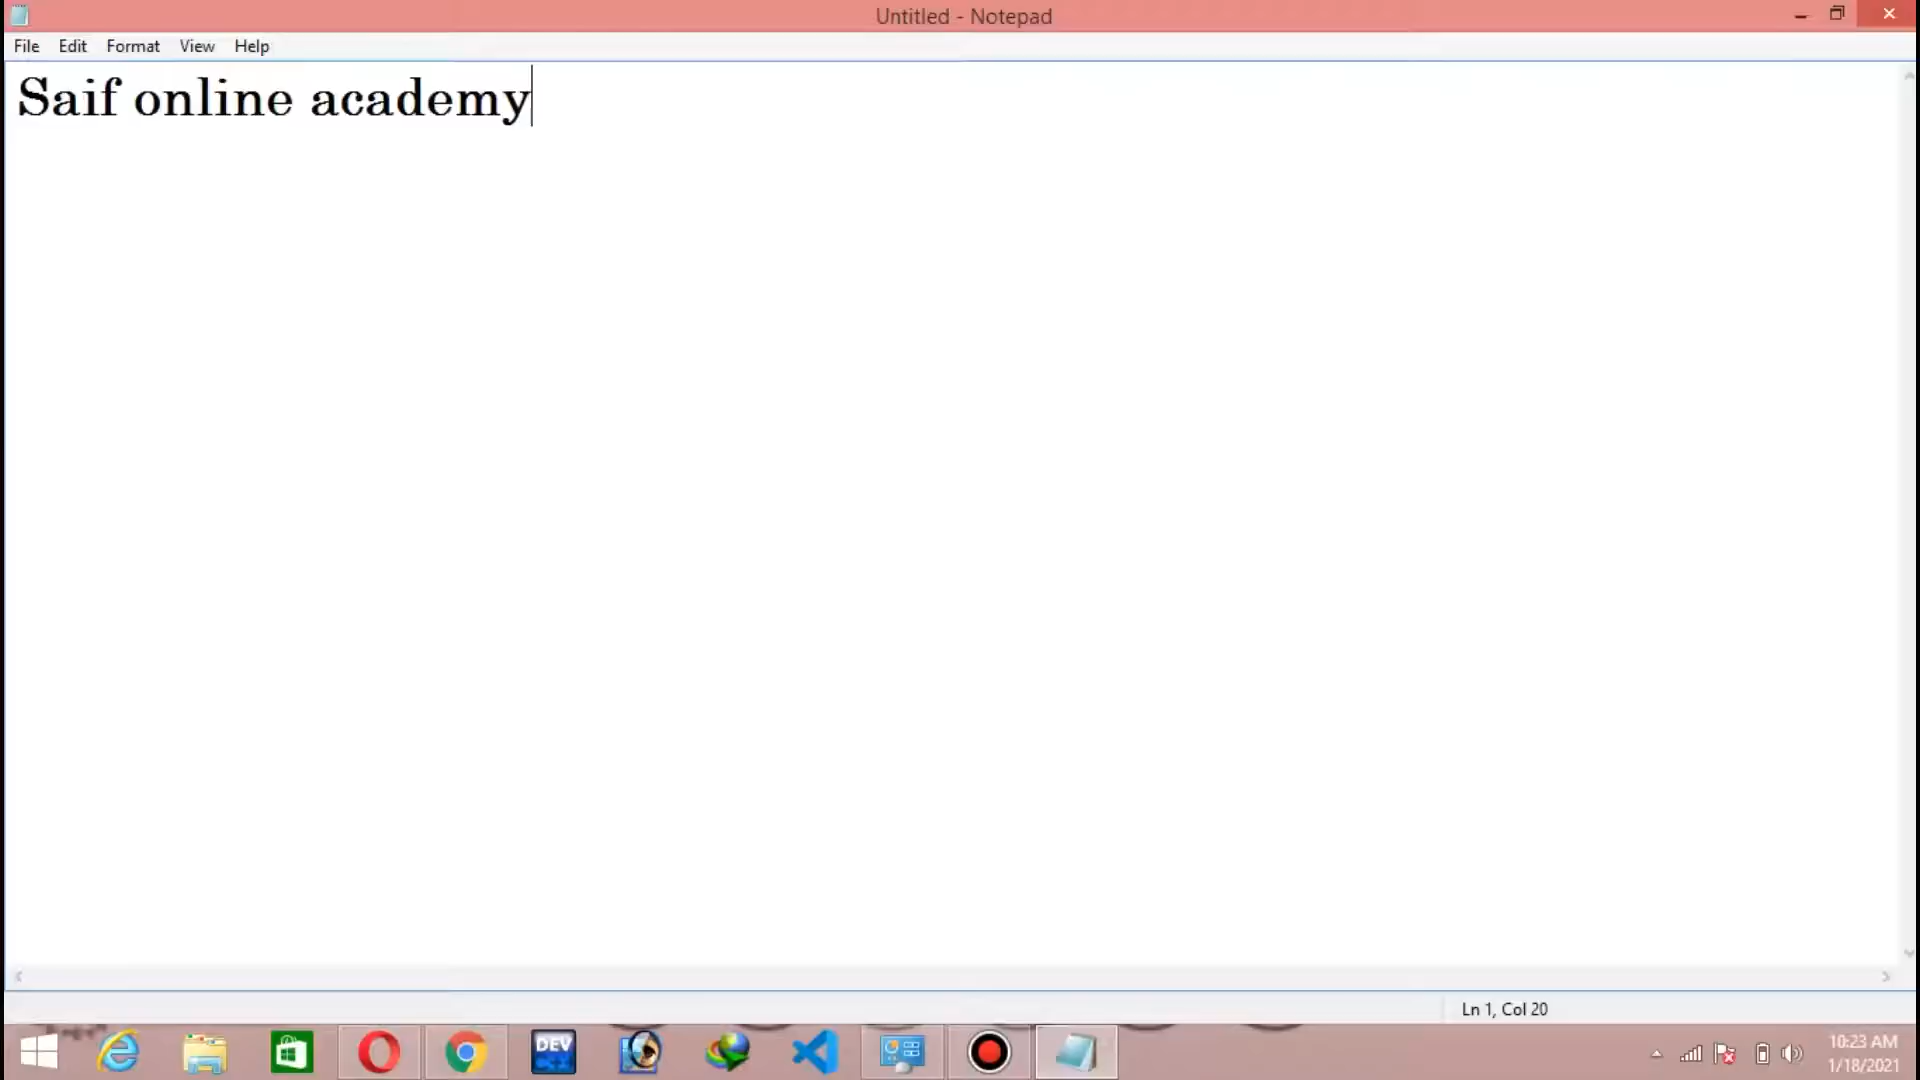 Untitled - Notepad
File Edit Format View Help
Saif online academy
Ln 1, Col 20
DEV
C++
10:23 AM
1/18/2021